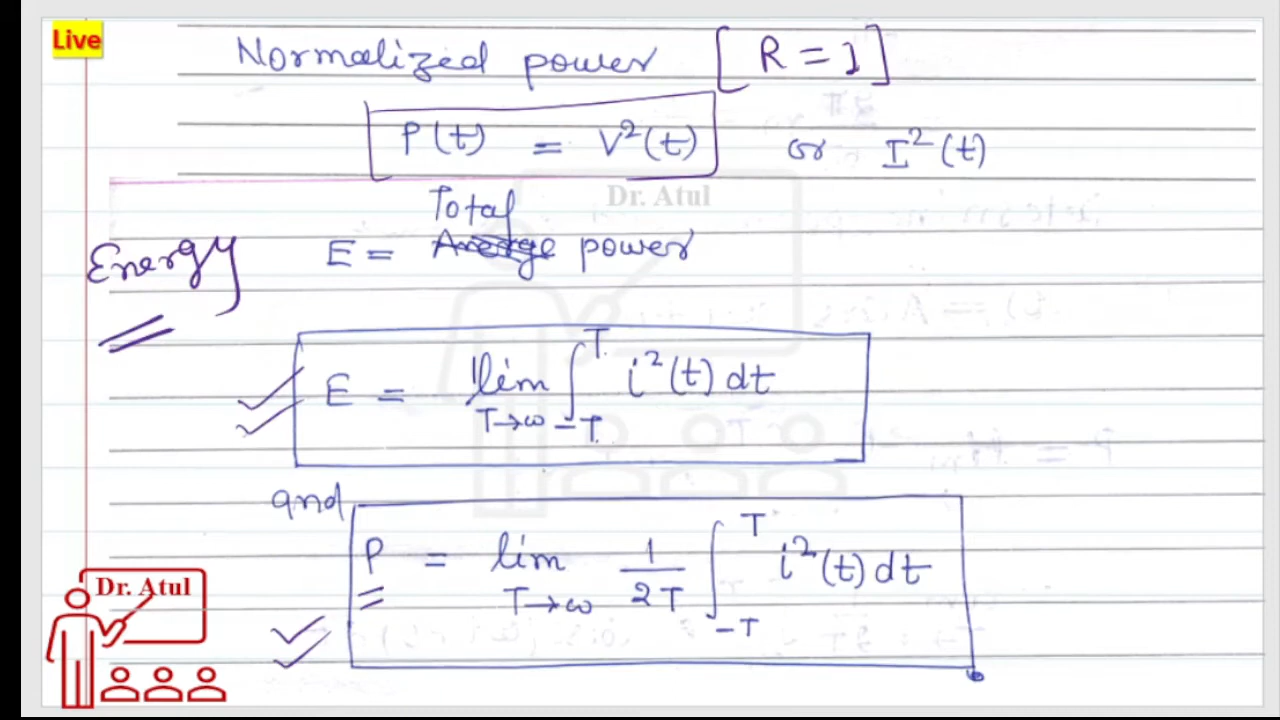 Live
Normalized power [R = 1]
P(t) = V²(t) or I²(t)
Dr. Atul
Total
Energy E = Average power
E = lim T→∞ ∫ -T T i²(t) dt
and
P = lim T→∞ 1/2T ∫ -T T i²(t) dt
Dr. Atul